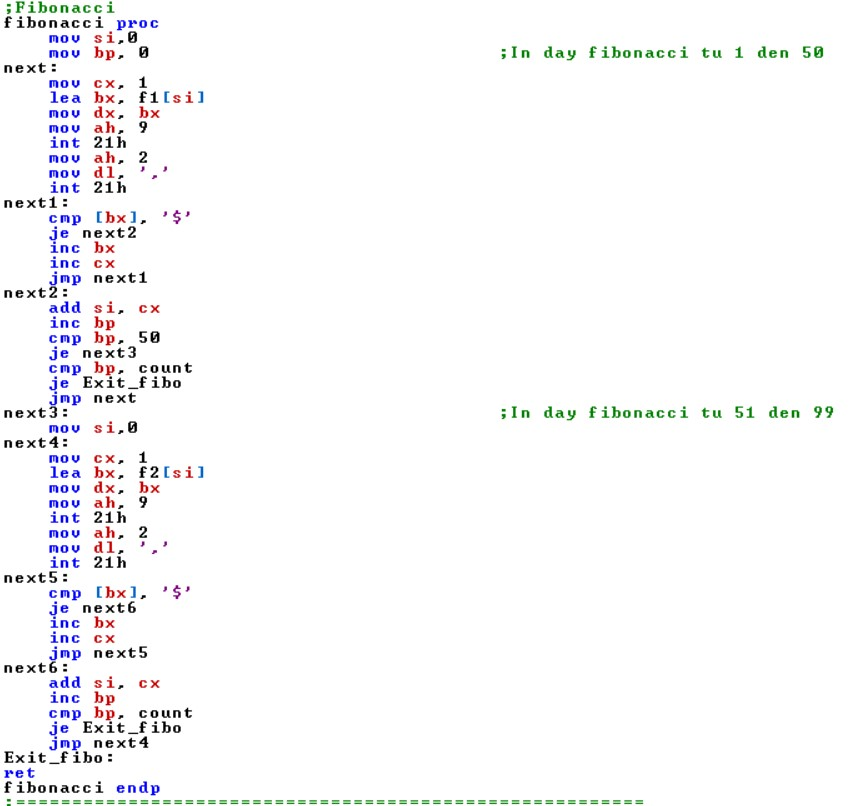 ;Fibonacci
fibonacci proc
mov si,0
mov bp, 0 ;In day fibonacci tu 1 den 50
next:
mov cx, 1
lea bx, f1[si]
mov dx, bx
mov ah, 9
int 21h
mov ah, 2
mov dl, ','
int 21h
next1:
cmp [bx], '$'
je next2
inc bx
inc cx
jmp next1
next2:
add si, cx
inc bp
cmp bp, 50
je next3
cmp bp, count
je Exit_fibo
jmp next
next3: ;In day fibonacci tu 51 den 99
mov si,0
next4:
mov cx, 1
lea bx, f2[si]
mov dx, bx
mov ah, 9
int 21h
mov ah, 2
mov dl, ','
int 21h
next5:
cmp [bx], '$'
je next6
inc bx
inc cx
jmp next5
next6:
add si, cx
inc bp
cmp bp, count
je Exit_fibo
jmp next4
Exit_fibo:
ret
fibonacci endp
;=========================================================